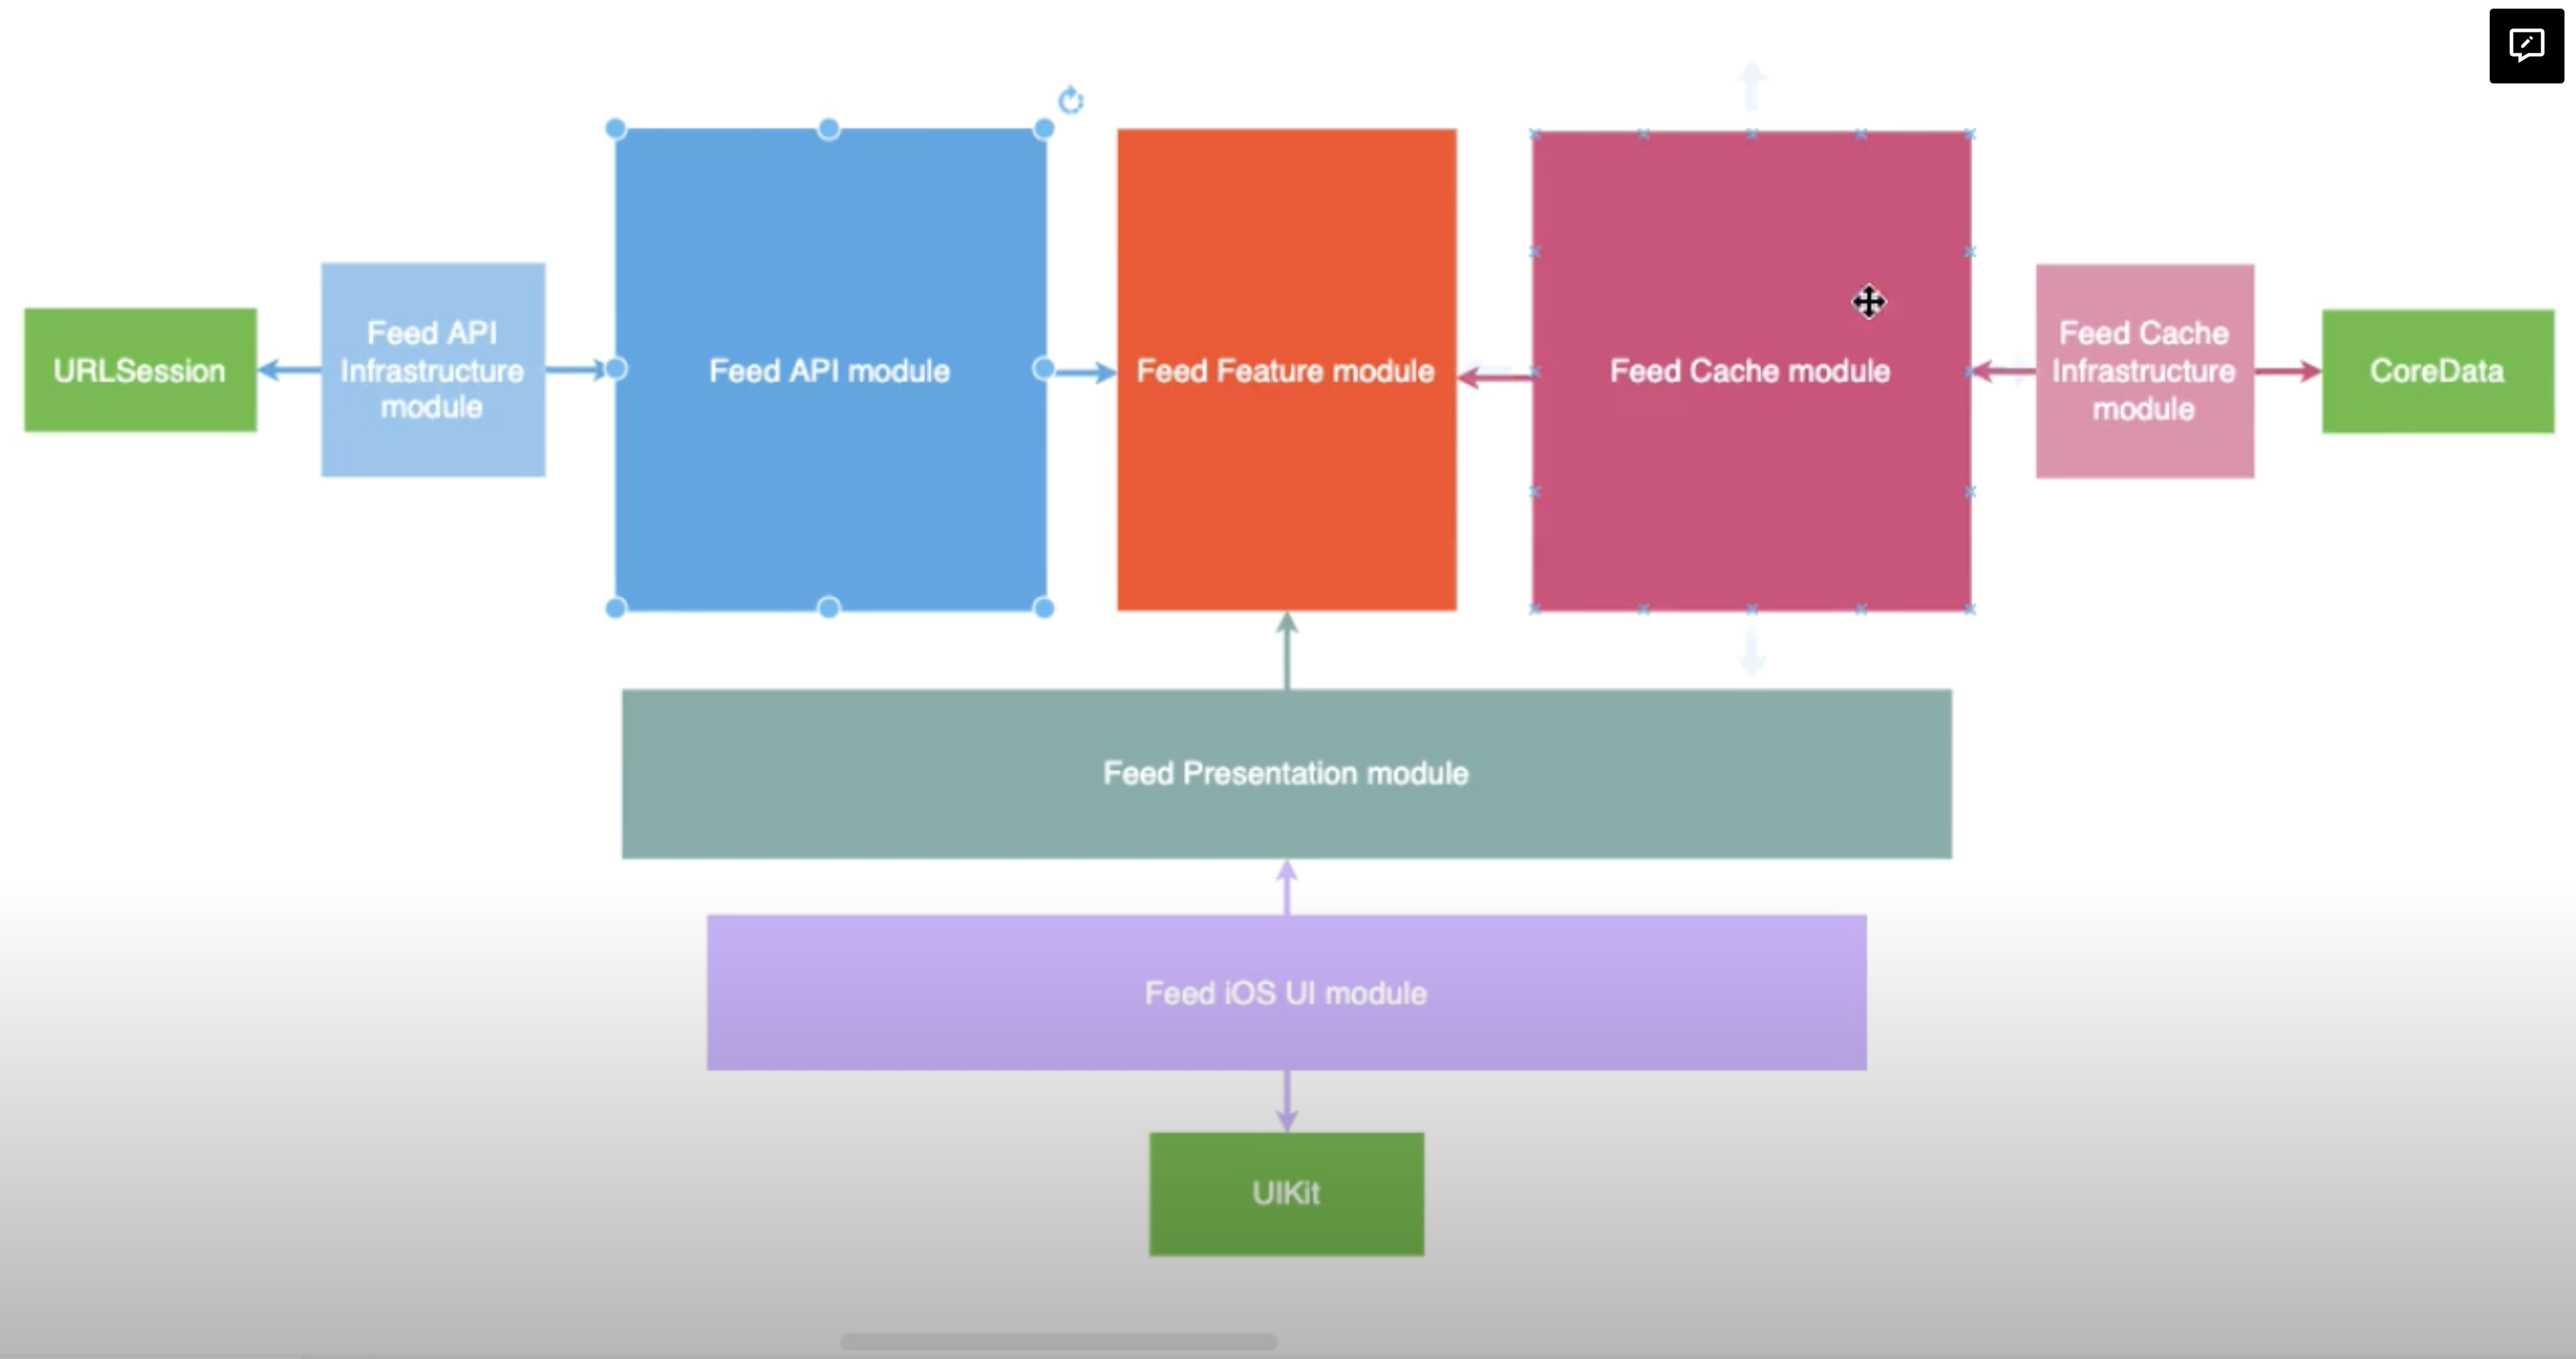 URLSession
Feed API
Infrastructure
module
Feed API module
Feed Feature module
Feed Cache module
Feed Cache
Infrastructure
module
CoreData
Feed Presentation module
Feed iOS UI module
UIKit